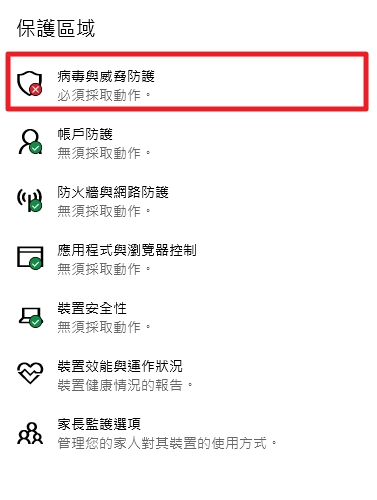 保護區域
病毒與威脅防護
必須採取動作。
帳戶防護
無須採取動作。
防火牆與網路防護
無須採取動作。
應用程式與瀏覽器控制
無須採取動作。
裝置安全性
無須採取動作。
裝置效能與運作狀況
裝置健康情況的報告。
家長監護選項
管理您的家人對其裝置的使用方式。